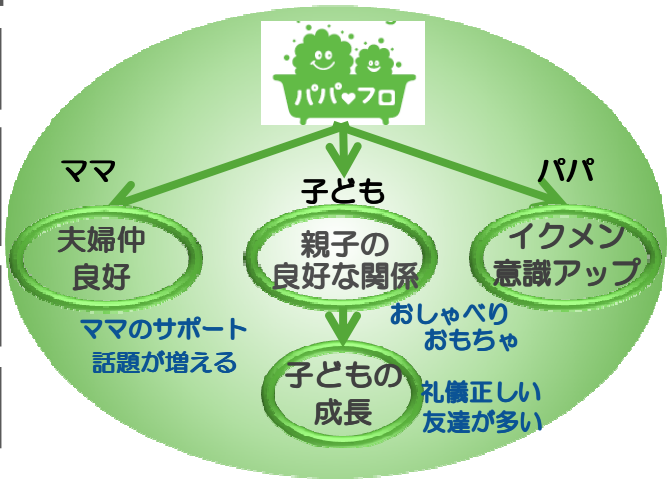 パパ♥フロ
ママ
子ども
パパ
夫婦仲
良好
親子の
良好な関係
イクメン
意識アップ
ママのサポート
話題が増える
おしゃべり
おもちゃ
子どもの
成長
礼儀正しい
友達が多い